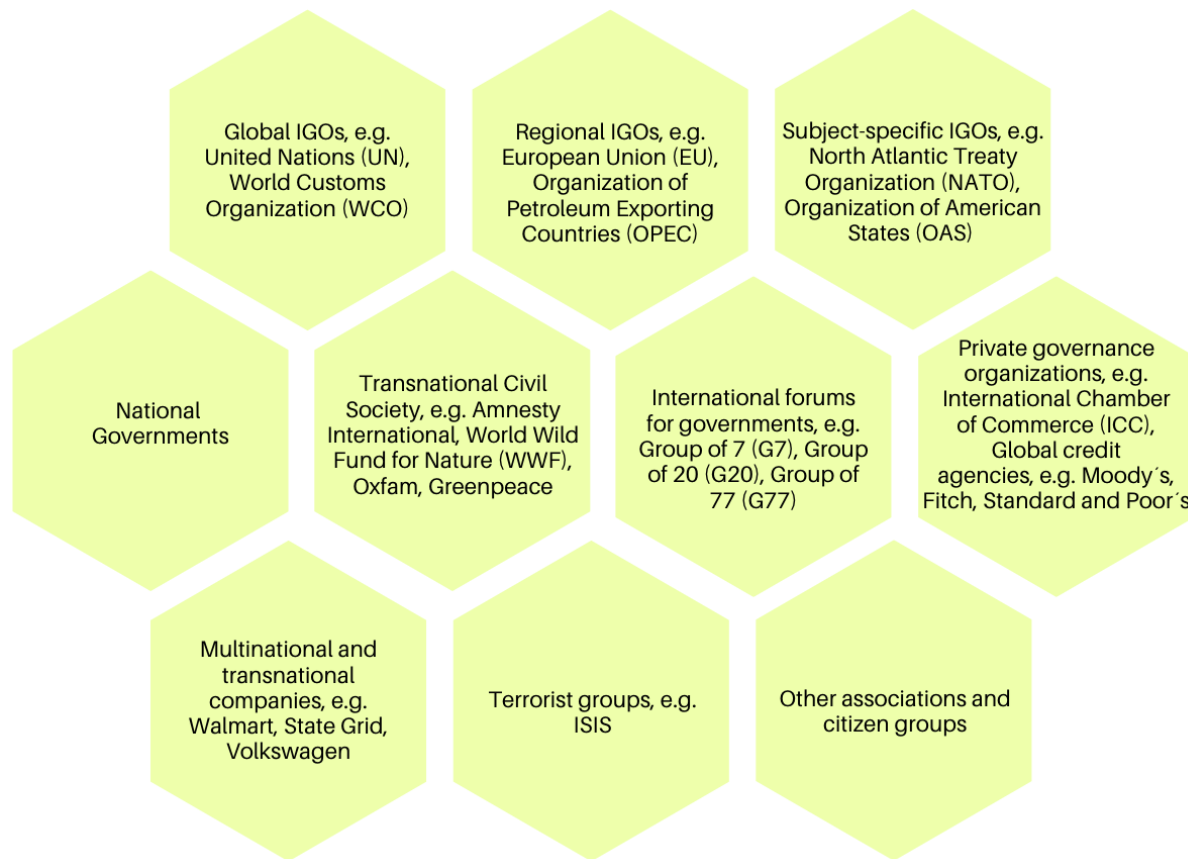 Global IGOs, e.g.
United Nations (UN),
World Customs
Organization (WCO)
Regional IGOs, e.g.
European Union (EU),
Organization of
Petroleum Exporting
Countries (OPEC)
Subject-specific IGOs, e.g.
North Atlantic Treaty
Organization (NATO),
Organization of American
States (OAS)
National
Governments
Transnational Civil
Society, e.g. Amnesty
International, World Wild
Fund for Nature (WWF),
Oxfam, Greenpeace
International forums
for governments, e.g.
Group of 7 (G7), Group
of 20 (G20), Group of
77 (G77)
Private governance
organizations, e.g.
International Chamber
of Commerce (ICC),
Global credit
agencies, e.g. Moody´s,
Fitch, Standard and Poor´s
Multinational and
transnational
companies, e.g.
Walmart, State Grid,
Volkswagen
Terrorist groups, e.g.
ISIS
Other associations and
citizen groups